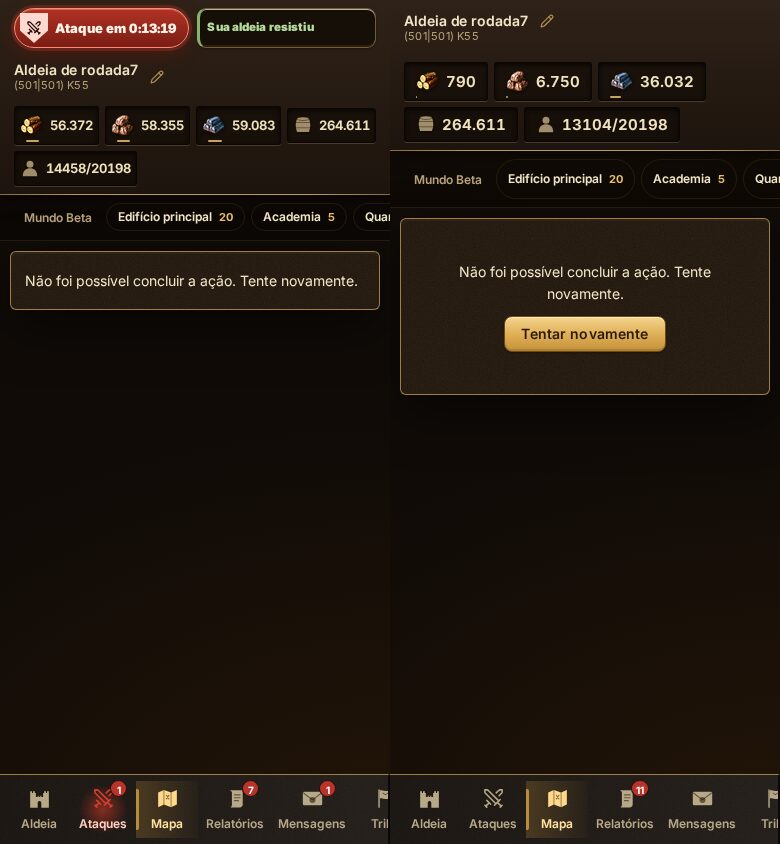 Ataque em 0:13:19
Sua aldeia resistiu
Aldeia de rodada7
(501|501) K55
56.372
58.355
59.083
264.611
14458/20198
Mundo Beta
Edifício principal 20
Academia 5
Quar
Não foi possível concluir a ação. Tente novamente.
1
7
1
Aldeia
Ataques
Mapa
Relatórios
Mensagens
Tril
Aldeia de rodada7
(501|501) K55
790
6.750
36.032
264.611
13104/20198
Mundo Beta
Edifício principal 20
Academia 5
Quar
Não foi possível concluir a ação. Tente
novamente.
Tentar novamente
11
Aldeia
Ataques
Mapa
Relatórios
Mensagens
Tril